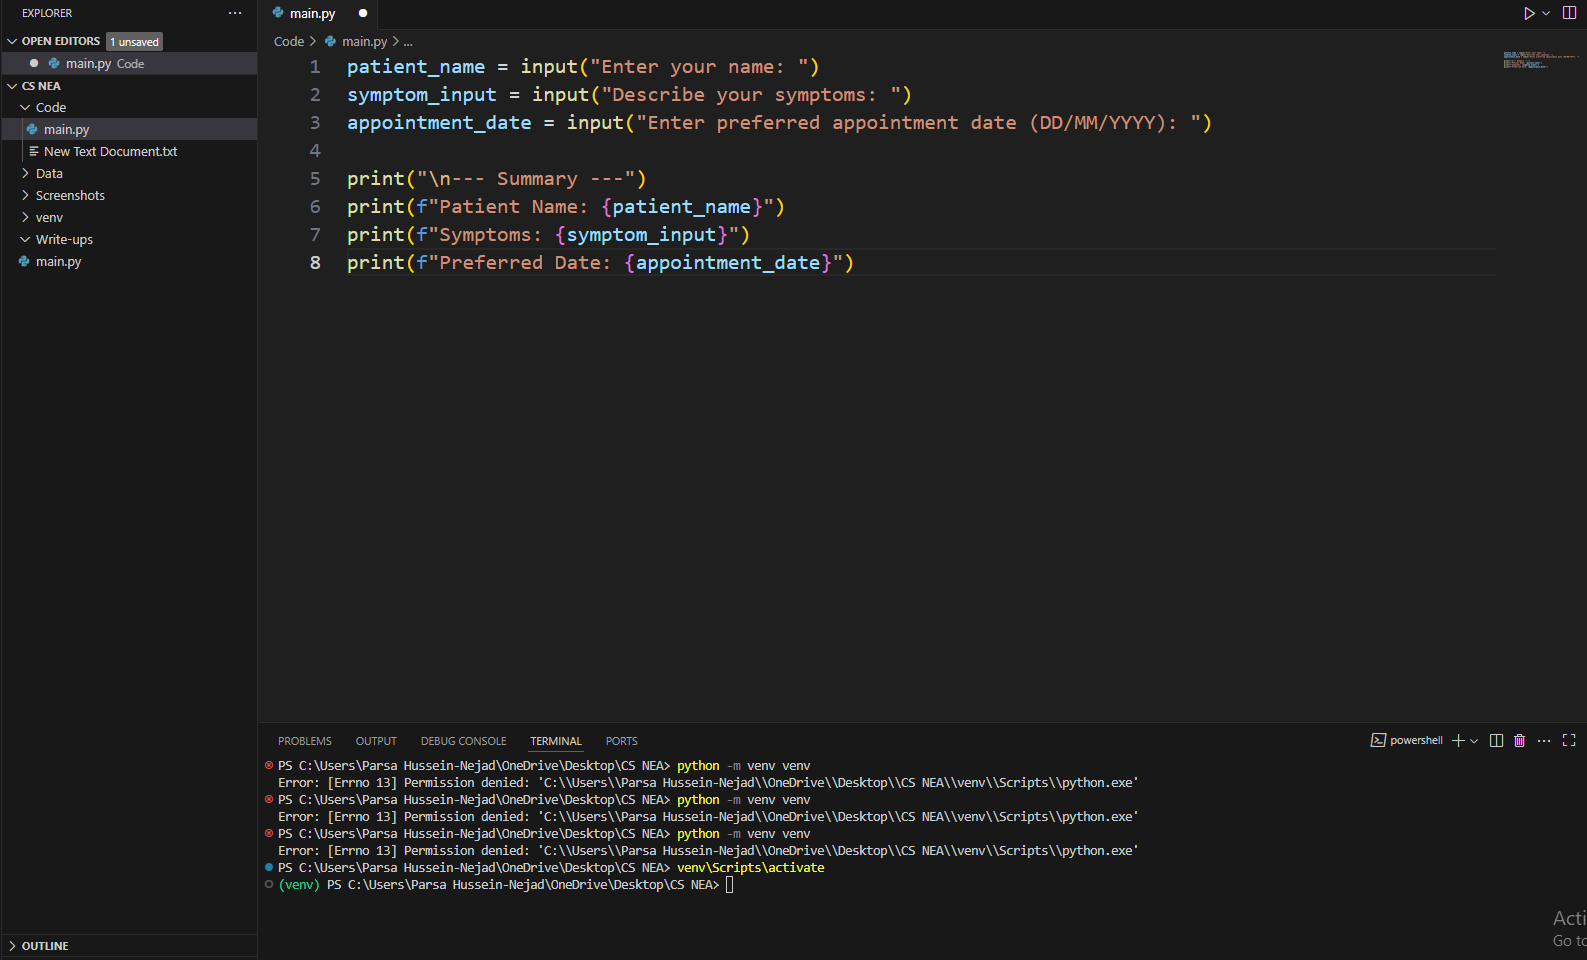 EXPLORER
OPEN EDITORS 1 unsaved
main.py Code
CS NEA
Code
main.py
New Text Document.txt
Data
Screenshots
venv
Write-ups
main.py
OUTLINE
main.py
Code > main.py > ...
1 patient_name = input("Enter your name: ")
2 symptom_input = input("Describe your symptoms: ")
3 appointment_date = input("Enter preferred appointment date (DD/MM/YYYY): ")
4
5 print("\n--- Summary ---")
6 print(f"Patient Name: {patient_name}")
7 print(f"Symptoms: {symptom_input}")
8 print(f"Preferred Date: {appointment_date}")
PROBLEMS OUTPUT DEBUG CONSOLE TERMINAL PORTS
powershell
PS C:\Users\Parsa Hussein-Nejad\OneDrive\Desktop\CS NEA> python -m venv venv
Error: [Errno 13] Permission denied: 'C:\\Users\\Parsa Hussein-Nejad\\OneDrive\\Desktop\\CS NEA\\venv\\Scripts\\python.exe'
PS C:\Users\Parsa Hussein-Nejad\OneDrive\Desktop\CS NEA> python -m venv venv
Error: [Errno 13] Permission denied: 'C:\\Users\\Parsa Hussein-Nejad\\OneDrive\\Desktop\\CS NEA\\venv\\Scripts\\python.exe'
PS C:\Users\Parsa Hussein-Nejad\OneDrive\Desktop\CS NEA> python -m venv venv
Error: [Errno 13] Permission denied: 'C:\\Users\\Parsa Hussein-Nejad\\OneDrive\\Desktop\\CS NEA\\venv\\Scripts\\python.exe'
PS C:\Users\Parsa Hussein-Nejad\OneDrive\Desktop\CS NEA> venv\Scripts\activate
(venv) PS C:\Users\Parsa Hussein-Nejad\OneDrive\Desktop\CS NEA>
Acti
Go to